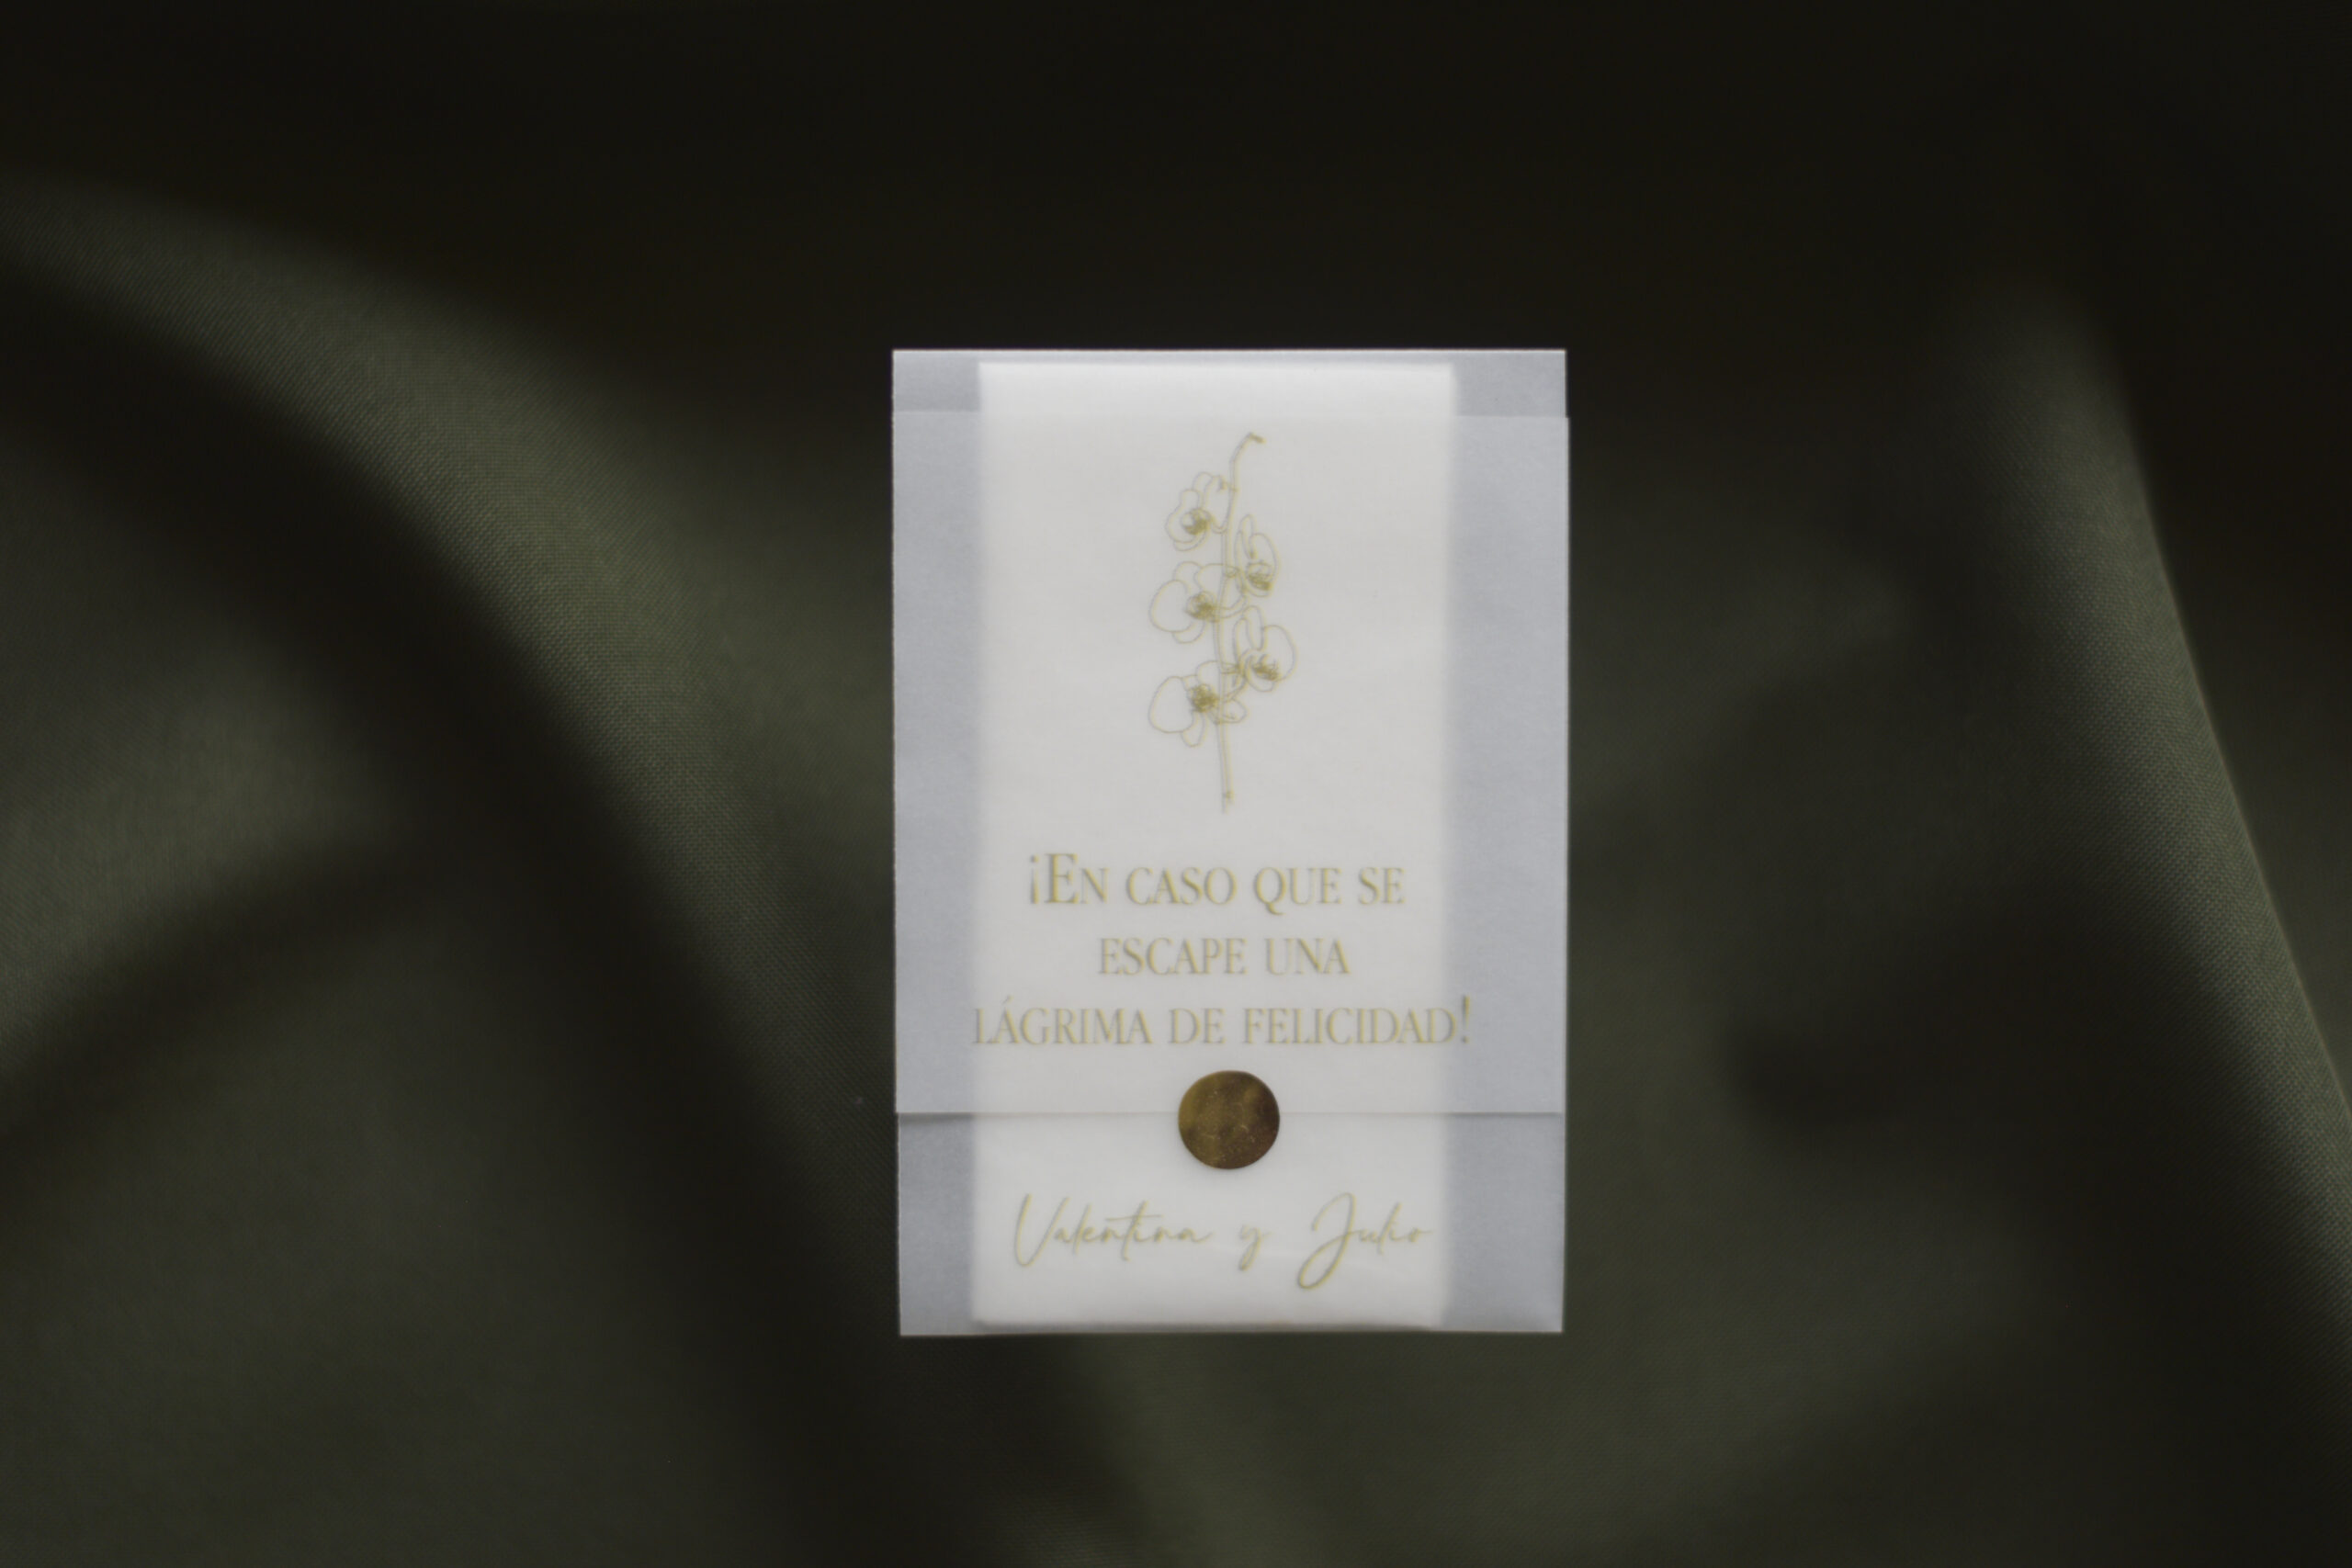 ¡En caso que se
escape una
lágrima de felicidad!
Valentina y Julio